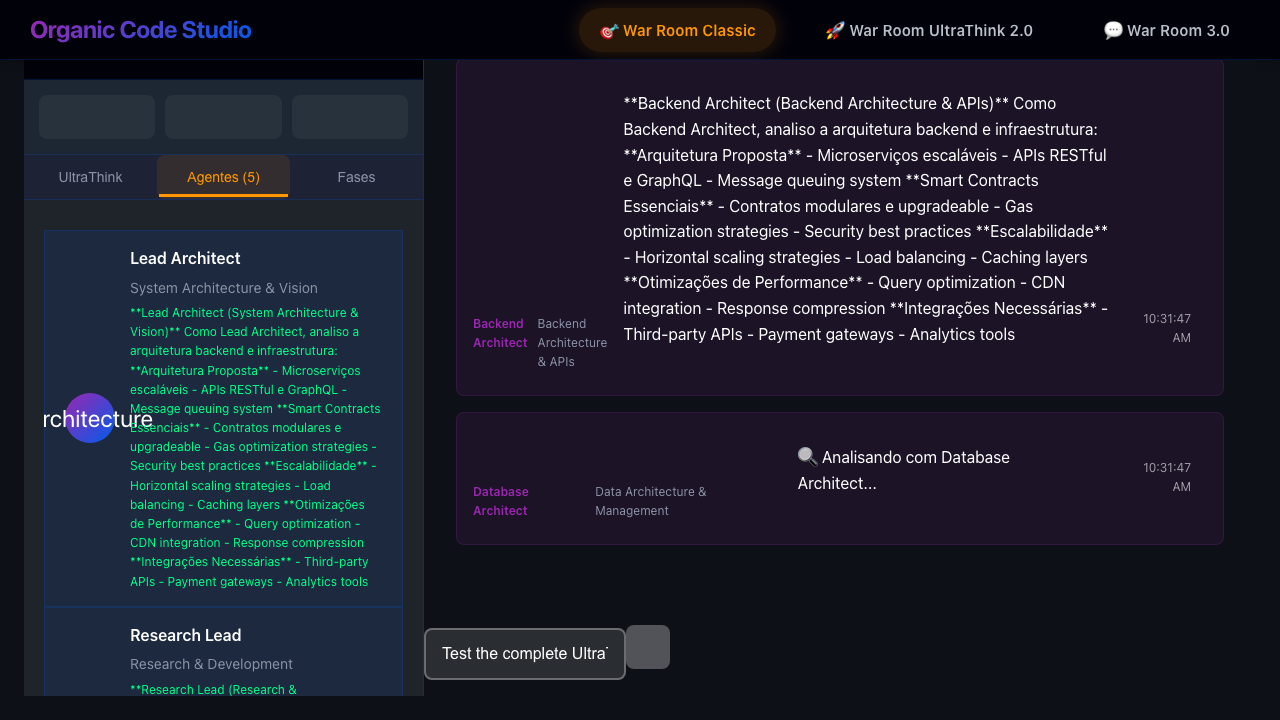 Organic Code Studio
🎯 War Room Classic
🚀 War Room UltraThink 2.0
💬 War Room 3.0
UltraThink
Agentes (5)
Fases
Lead Architect
System Architecture & Vision
**Lead Architect (System Architecture &
Vision)** Como Lead Architect, analiso a
arquitetura backend e infraestrutura:
**Arquitetura Proposta** - Microserviços
escaláveis - APIs RESTful e GraphQL -
Message queuing system **Smart Contracts
Essenciais** - Contratos modulares e
upgradeable - Gas optimization strategies -
Security best practices **Escalabilidade** -
Horizontal scaling strategies - Load
balancing - Caching layers **Otimizações
de Performance** - Query optimization -
CDN integration - Response compression
**Integrações Necessárias** - Third-party
APIs - Payment gateways - Analytics tools
rchitecture
Research Lead
Research & Development
**Research Lead (Research &
Backend
Architect
Backend
Architecture
& APIs
**Backend Architect (Backend Architecture & APIs)** Como
Backend Architect, analiso a arquitetura backend e infraestrutura:
**Arquitetura Proposta** - Microserviços escaláveis - APIs RESTful
e GraphQL - Message queuing system **Smart Contracts
Essenciais** - Contratos modulares e upgradeable - Gas
optimization strategies - Security best practices **Escalabilidade**
- Horizontal scaling strategies - Load balancing - Caching layers
**Otimizações de Performance** - Query optimization - CDN
integration - Response compression **Integrações Necessárias** -
Third-party APIs - Payment gateways - Analytics tools
10:31:47
AM
Database
Architect
Data Architecture &
Management
🔍 Analisando com Database
Architect...
10:31:47
AM
Test the complete Ultra